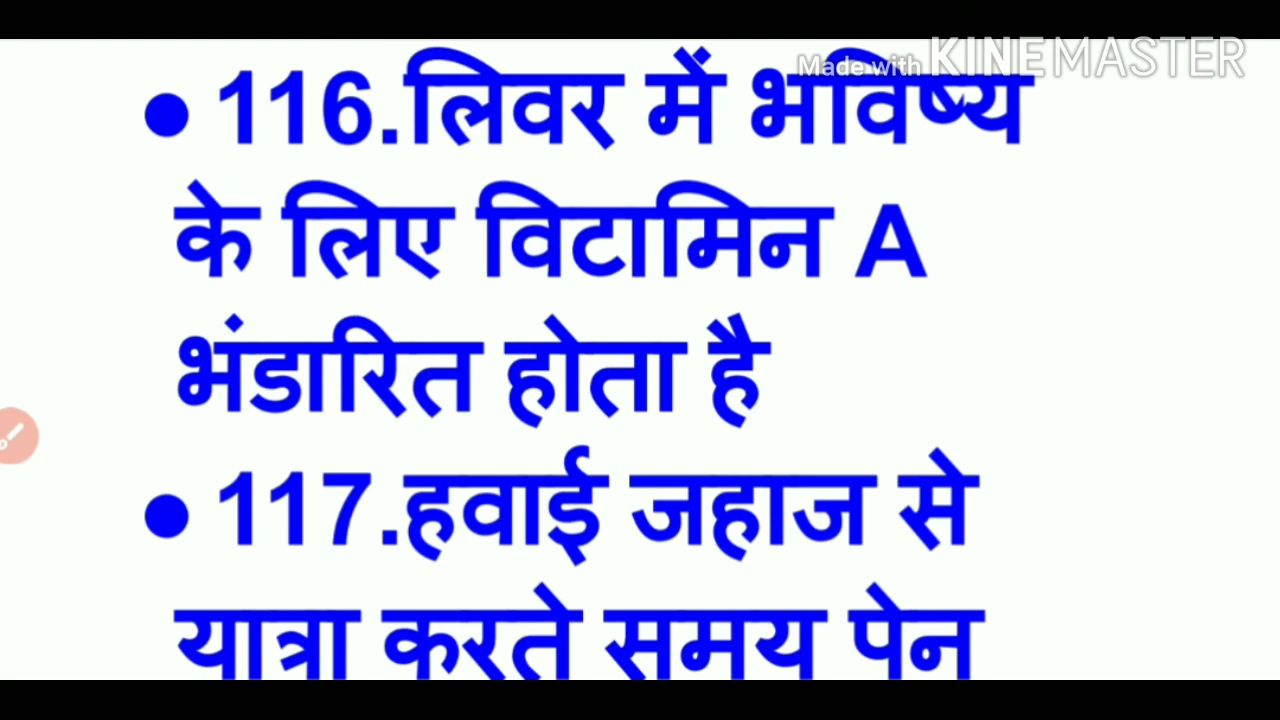 Made with KINEMASTER
• 116.लिवर में भविष्य
के लिए विटामिन A
भंडारित होता है
• 117.हवाई जहाज से
यात्रा करते समय पेन